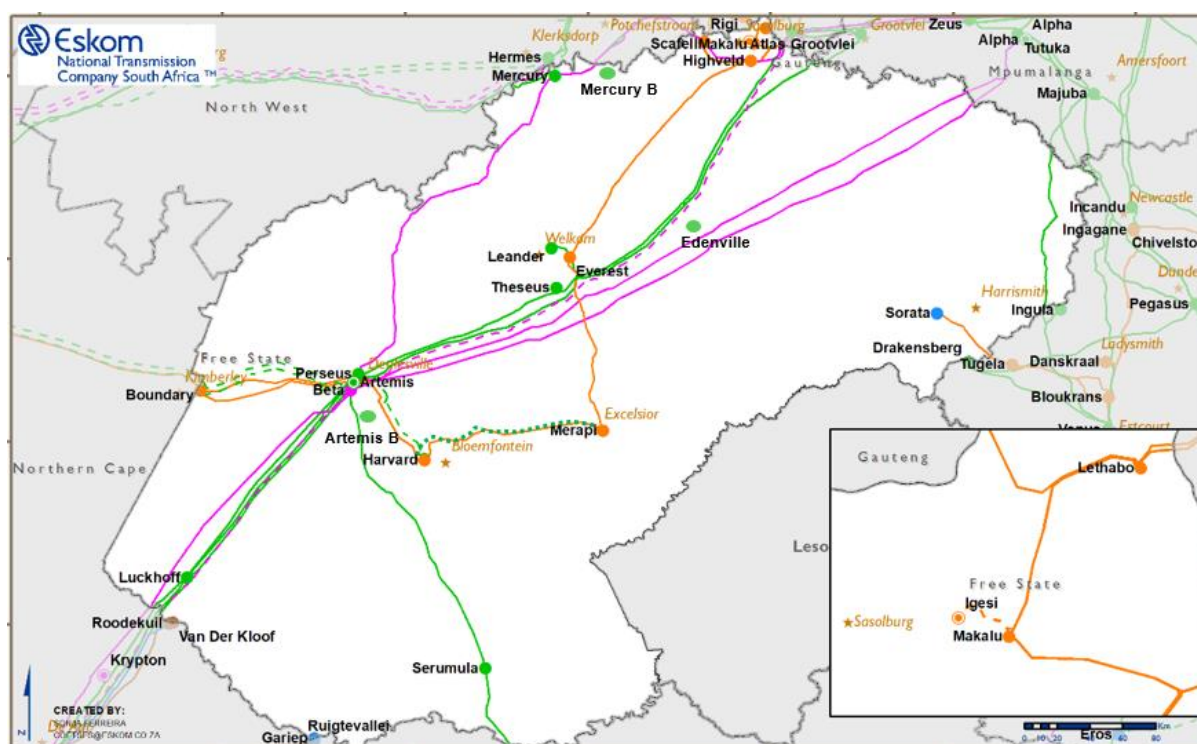 Eskom
National Transmission
Company South Africa ™
Potchefstroom
Rigi
Sasolburg
Grootvlei
Zeus
Alpha
Klerksdorp
Scafell
Makalu
Atlas
Grootvlei
Alpha
Tutuka
Hermes
Highveld
Gauteng
Amersfoort
Mercury
Mpumalanga
Mercury B
Majuba
North West
Incandu
Newcastle
Ingagane
Edenville
Chivelston
Welkom
Leander
Everest
Theseus
Harrismith
Pegasus
Sorata
Ingula
Free State
Drakensberg
Ladysmith
Perseus
Dealesville
Tugela
Danskraal
Kimberley
Artemis
Boundary
Beta
Bloukrans
Excelsior
Artemis B
Merapi
Bloemfontein
Harvard
Northern Cape
Gauteng
Lethabo
Luckhoff
Free State
Igesi
Roodekuil
Van Der Kloof
Sasolburg
Makalu
Krypton
Serumula
CREATED BY:
Ruigtevallei
Gariep
Eros
N